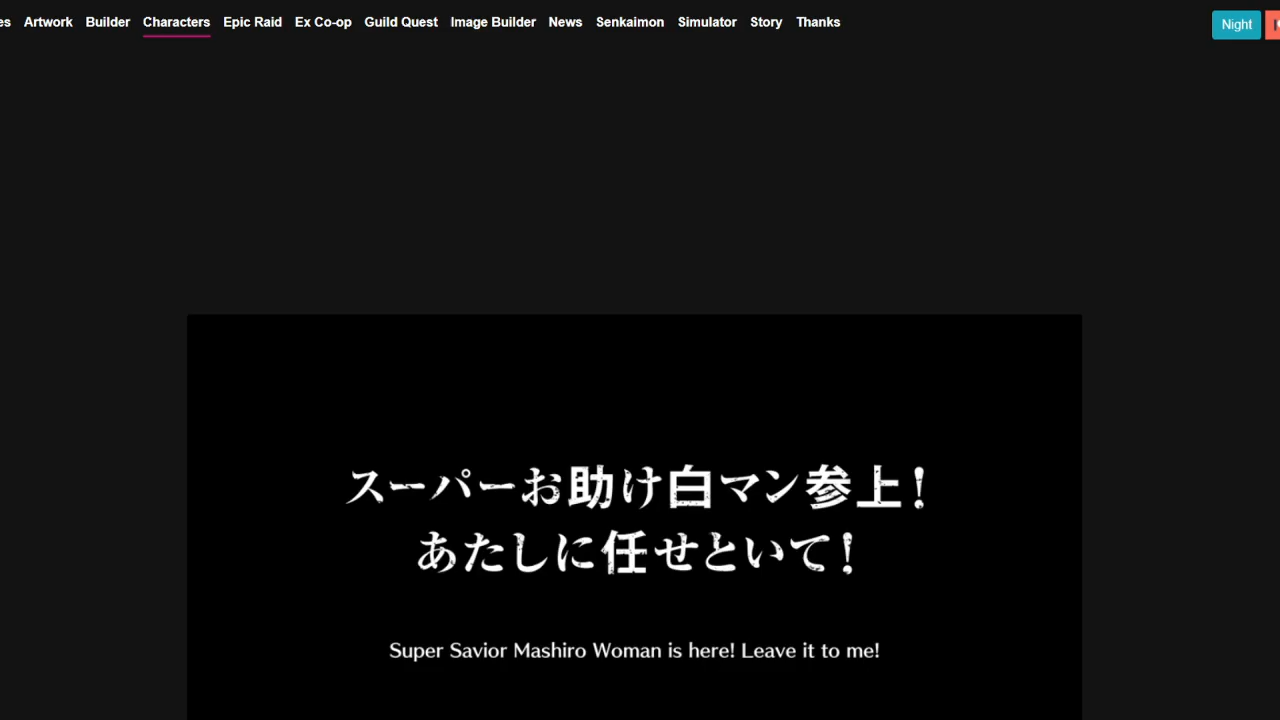 es Artwork Builder Characters Epic Raid Ex Co-op Guild Quest Image Builder News Senkaimon Simulator Story Thanks Night
スーパーお助け白マン参上!
あたしに任せといて!
Super Savior Mashiro Woman is here! Leave it to me!